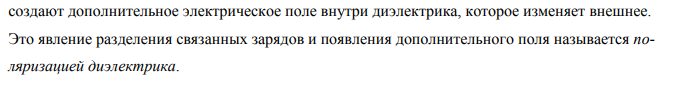 создают дополнительное электрическое поле внутри диэлектрика, которое изменяет внешнее.
Это явление разделения связанных зарядов и появления дополнительного поля называется по-
ляризацией диэлектрика.